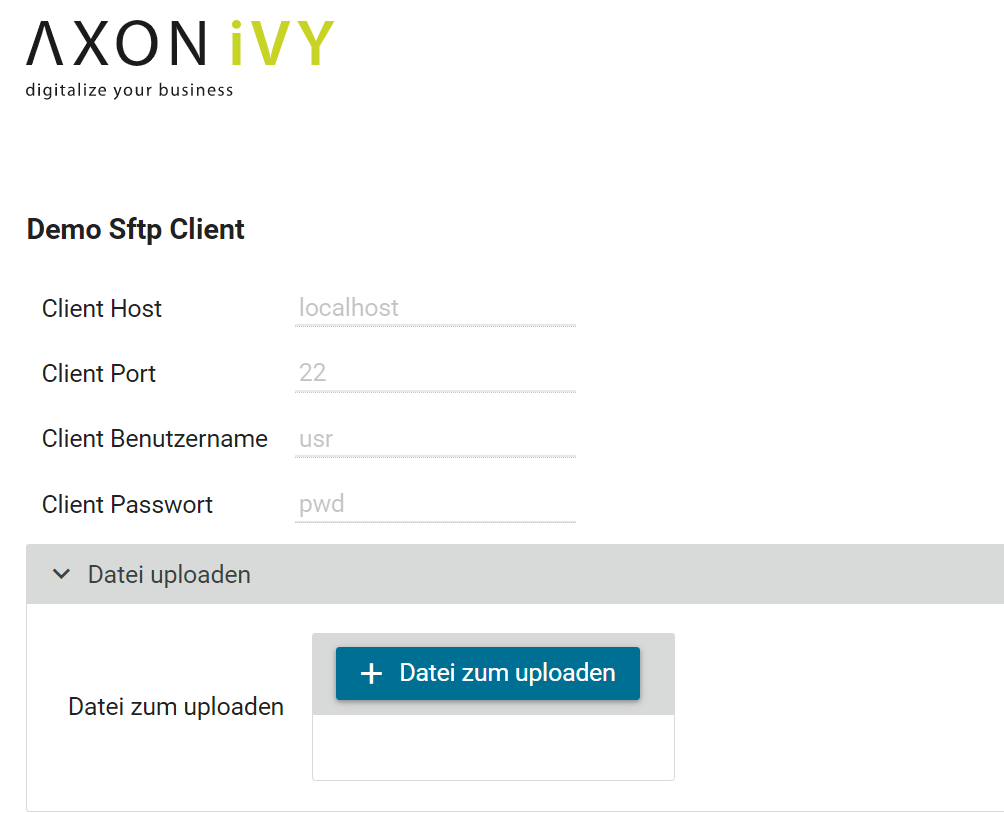 AXON iVY
digitalize your business
Demo Sftp Client
Client Host localhost
Client Port 22
Client Benutzername usr
Client Passwort pwd
Datei uploaden
+ Datei zum uploaden
Datei zum uploaden